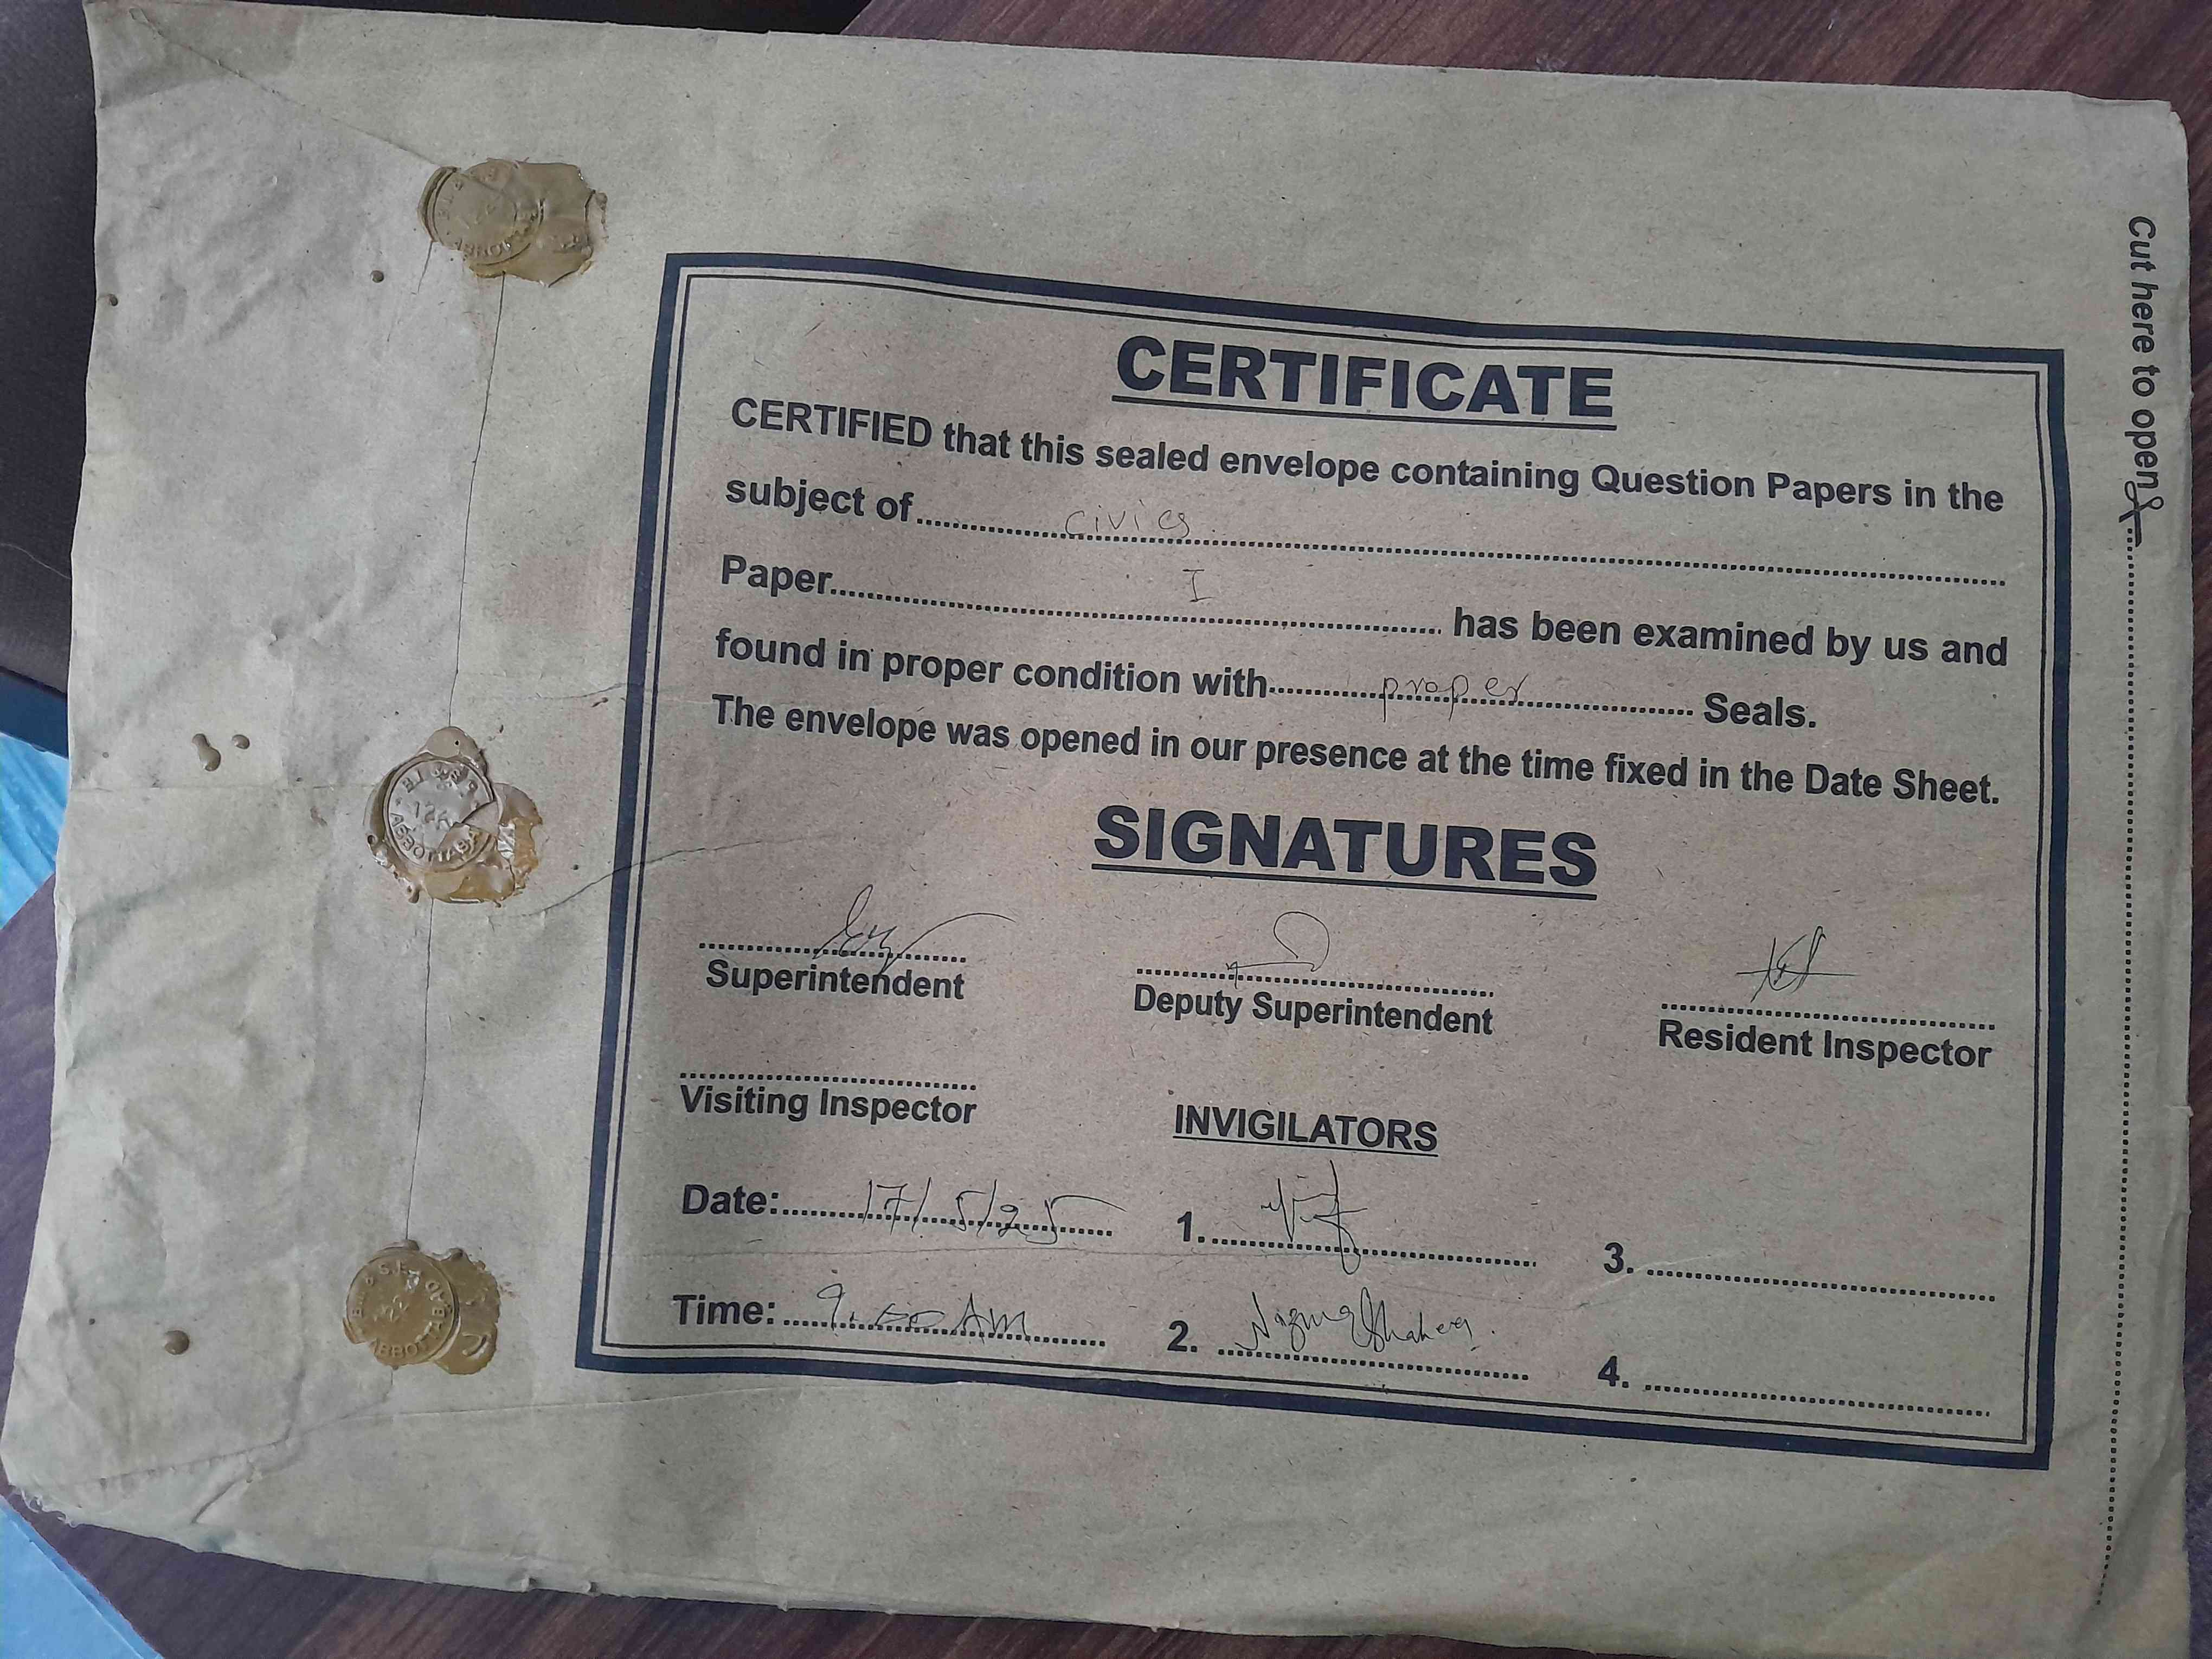 Cut here to open
CERTIFICATE
CERTIFIED that this sealed envelope containing Question Papers in the
subject of civics
Paper I has been examined by us and
found in proper condition with proper Seals.
The envelope was opened in our presence at the time fixed in the Date Sheet.
SIGNATURES
Superintendent Deputy Superintendent Resident Inspector
Visiting Inspector
INVIGILATORS
Date: 17/5/25 1. 3.
Time: 9.00 AM 2. 4.
ABBOTTABAD